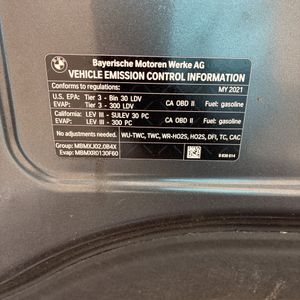 BMW
Bayerische Motoren Werke AG
VEHICLE EMISSION CONTROL INFORMATION
Conforms to regulations: MY 2021
U.S. EPA: Tier 3 - Bin 30 LDV CA OBD II Fuel: gasoline
EVAP: Tier 3 - 300 LDV
California: LEV III - SULEV 30 PC CA OBD II Fuel: gasoline
EVAP: LEV III - 300 PC
No adjustments needed. WU-TWC, TWC, WR-HO2S, HO2S, DFI, TC, CAC
Group: MBMXJ02.0B4X
Evap: MBMXR0130F60